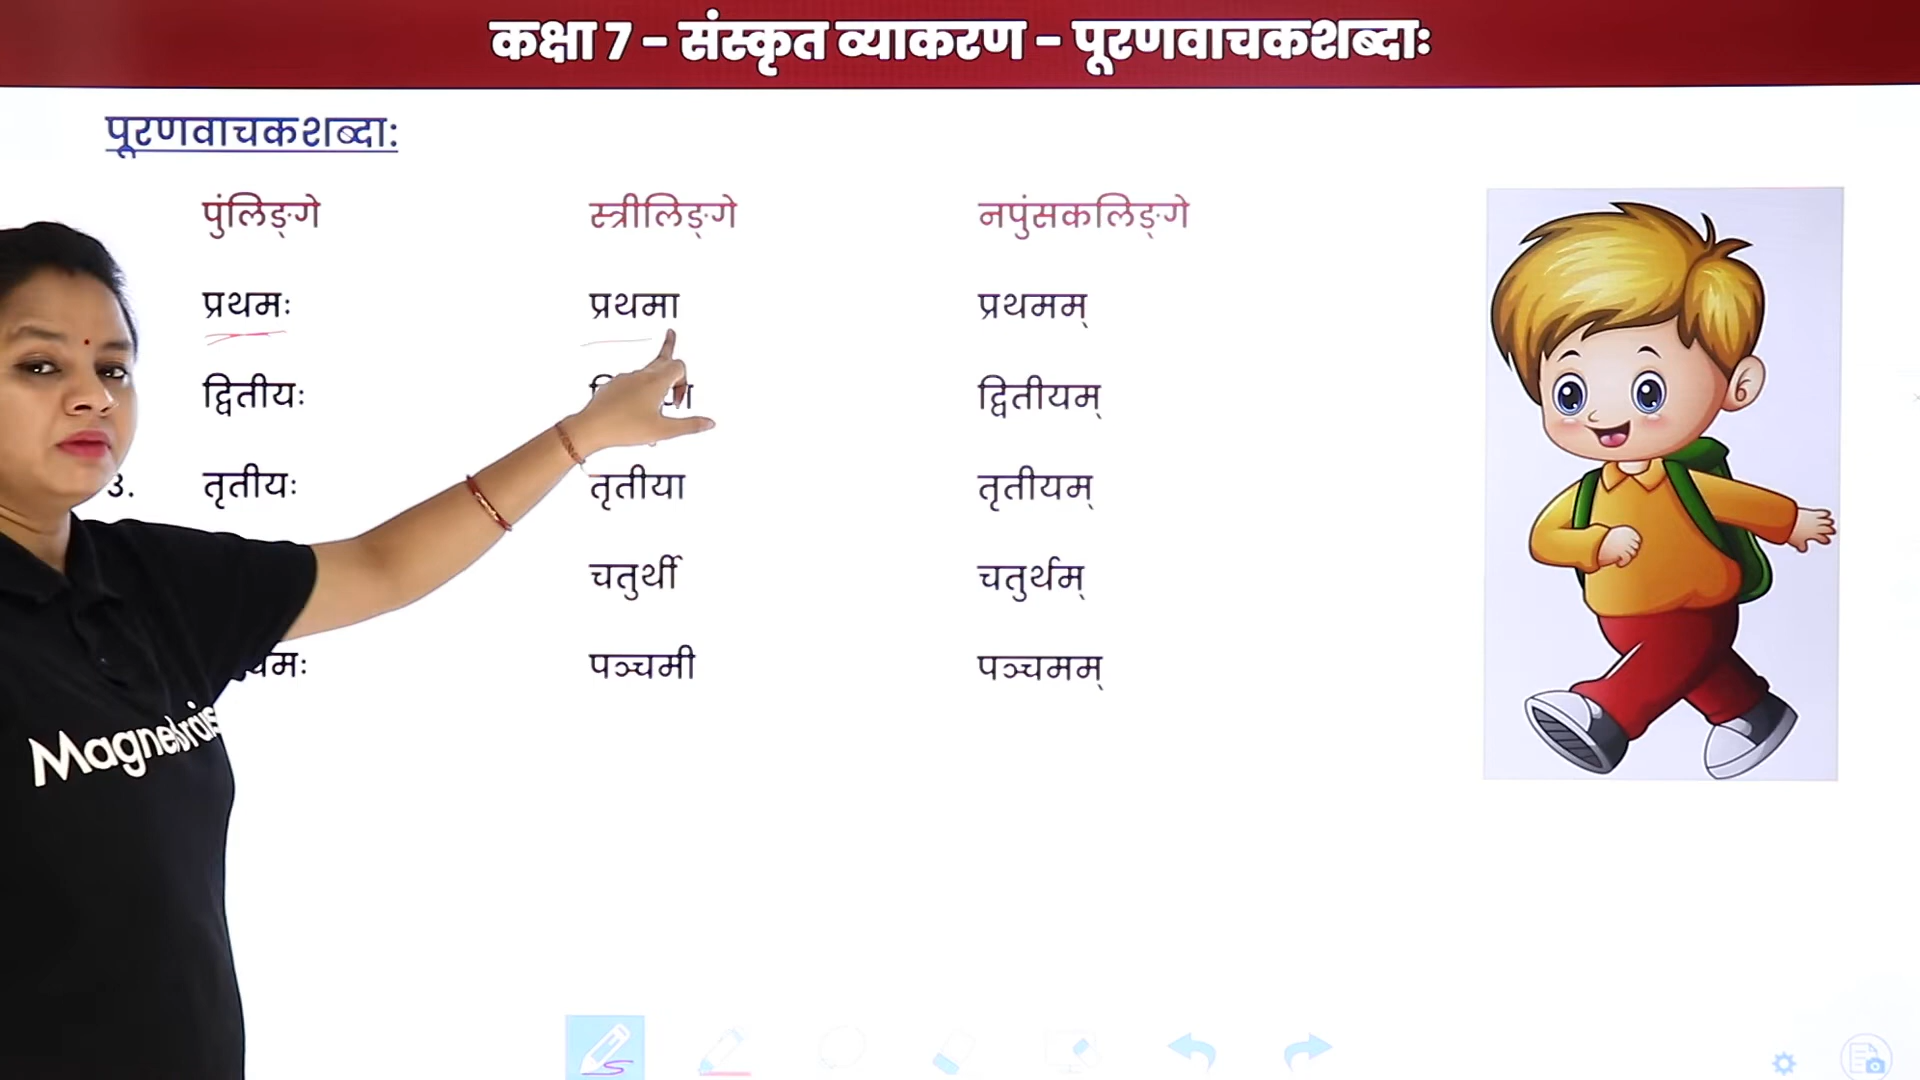 कक्षा 7 - संस्कृत व्याकरण - पूरणवाचकशब्दाः
पूरणवाचकशब्दा:
पुंलिङ्गे स्त्रीलिङ्गे नपुंसकलिङ्गे
प्रथमः प्रथमा प्रथमम्
द्वितीयः द्वितीयम्
3. तृतीयः तृतीया तृतीयम्
चतुर्थी चतुर्थम्
पञ्चमी पञ्चमम्
Magnet Brains